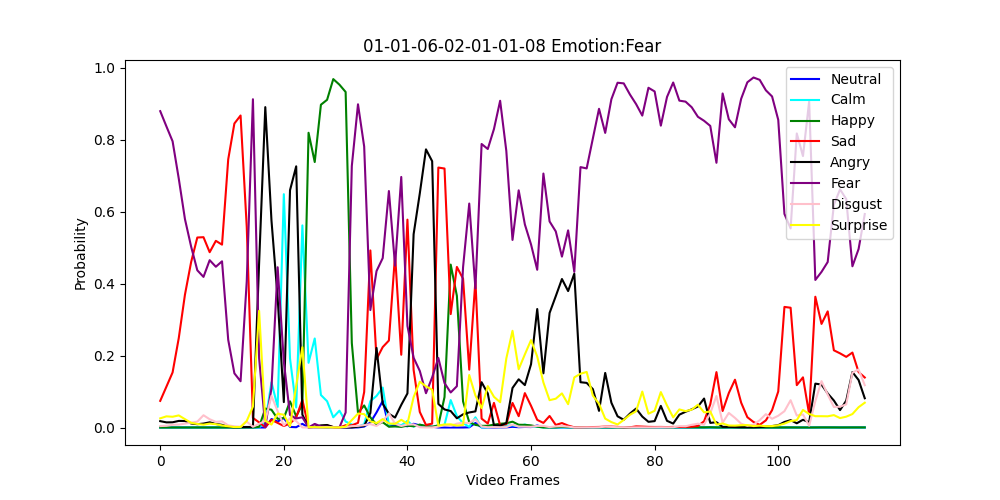 01-01-06-02-01-01-08 Emotion:Fear
1.0
0.8
0.6
0.4
0.2
0.0
Probability
0 20 40 60 80 100
Video Frames
Neutral
Calm
Happy
Sad
Angry
Fear
Disgust
Surprise